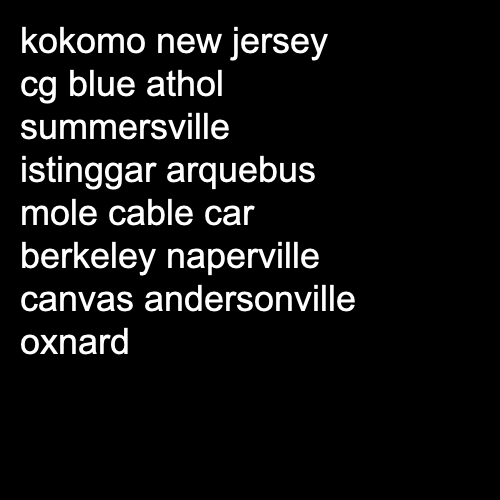 kokomo new jersey
cg blue athol
summersville
istinggar arquebus
mole cable car
berkeley naperville
canvas andersonville
oxnard